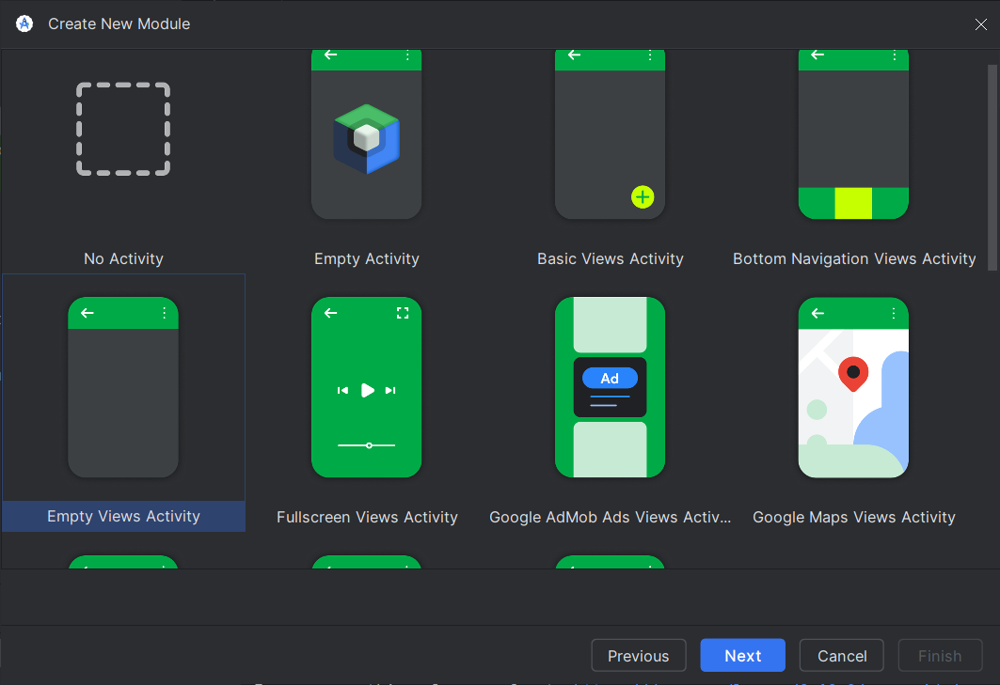 Create New Module
No Activity
Empty Activity
Basic Views Activity
Bottom Navigation Views Activity
Ad
Empty Views Activity
Fullscreen Views Activity
Google AdMob Ads Views Activ...
Google Maps Views Activity
Previous
Next
Cancel
Finish